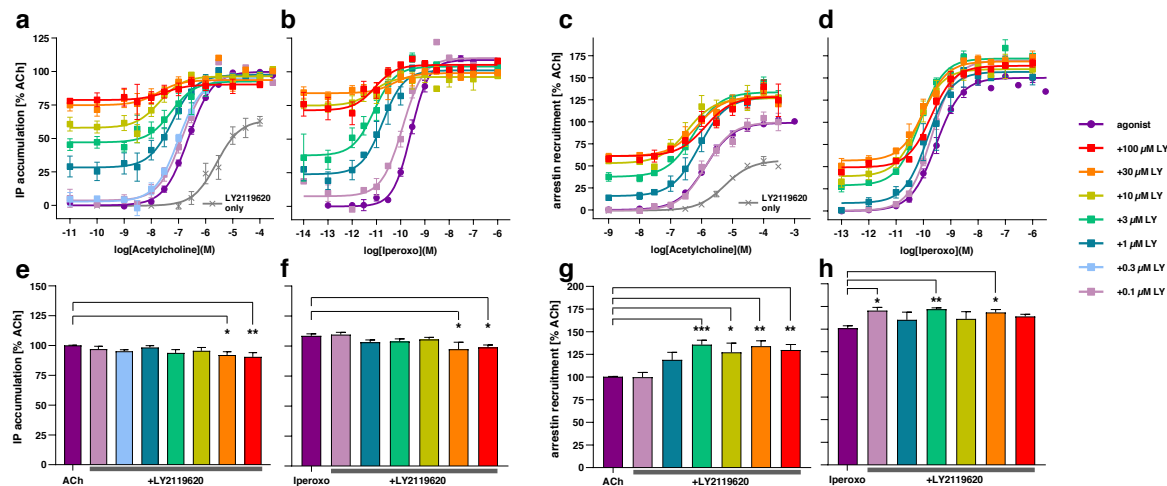 a
b
c
d
125
100
75
50
25
0
IP accumulation [% ACh]
LY2119620
only
-11 -10 -9 -8 -7 -6 -5 -4
log[Acetylcholine](M)
-14 -13 -12 -11 -10 -9 -8 -7 -6
log[Iperoxo](M)
175
150
125
100
75
50
25
0
arrestin recruitment [% ACh]
LY2119620
only
-9 -8 -7 -6 -5 -4 -3
log[Acetylcholine](M)
-13 -12 -11 -10 -9 -8 -7 -6
log[Iperoxo](M)
agonist
+100 µM LY
+30 µM LY
+10 µM LY
+3 µM LY
+1 µM LY
+0.3 µM LY
+0.1 µM LY
e
f
g
h
150
125
100
75
50
25
0
IP accumulation [% ACh]
* **
ACh
+LY2119620
* *
Iperoxo
+LY2119620
200
150
100
50
0
arrestin recruitment [% ACh]
*** * ** **
ACh
+LY2119620
* ** *
Iperoxo
+LY2119620